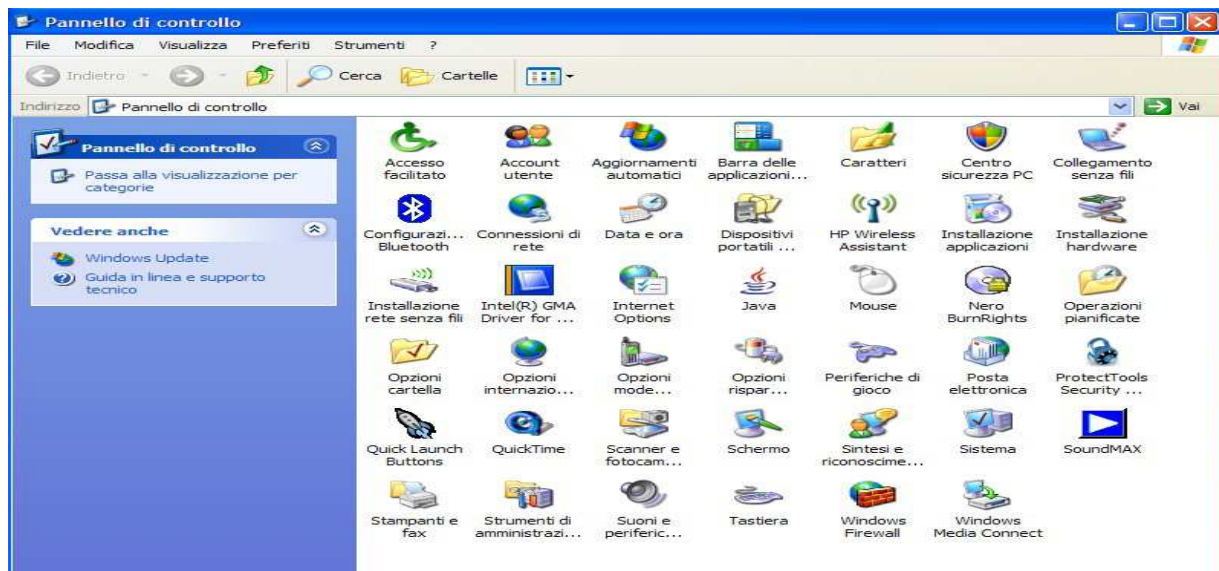 Pannello di controllo
File Modifica Visualizza Preferiti Strumenti ?
Indietro Cerca Cartelle
Indirizzo Pannello di controllo Vai
Pannello di controllo
Passa alla visualizzazione per
categorie
Vedere anche
Windows Update
Guida in linea e supporto
tecnico
Accesso
facilitato
Account
utente
Aggiornamenti
automatici
Barra delle
applicazioni...
Caratteri
Centro
sicurezza PC
Collegamento
senza fili
Configurazi...
Bluetooth
Connessioni di
rete
Data e ora
Dispositivi
portatili ...
HP Wireless
Assistant
Installazione
applicazioni
Installazione
hardware
Installazione
rete senza fili
Intel(R) GMA
Driver for ...
Internet
Options
Java
Mouse
Nero
BurnRights
Operazioni
pianificate
Opzioni
cartella
Opzioni
internazio...
Opzioni
mode...
Opzioni
rispar...
Periferiche di
gioco
Posta
elettronica
ProtectTools
Security ...
Quick Launch
Buttons
QuickTime
Scanner e
fotocam...
Schermo
Sintesi e
riconoscime...
Sistema
SoundMAX
Stampanti e
fax
Strumenti di
amministrazi...
Suoni e
periferic...
Tastiera
Windows
Firewall
Windows
Media Connect